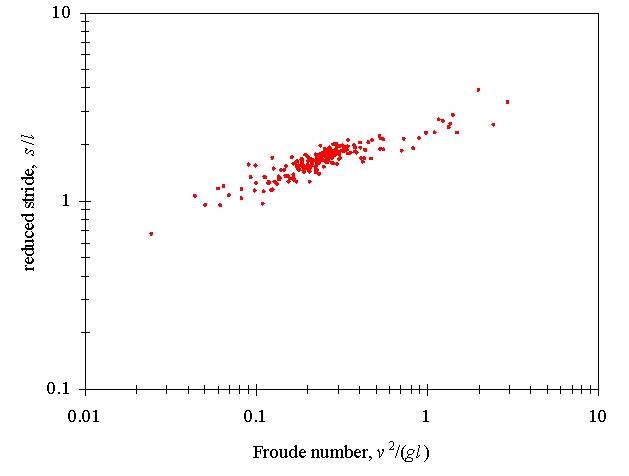 10
reduced stride, s/l
1
0.1
0.01 0.1 1 10
Froude number, v²/(gl)